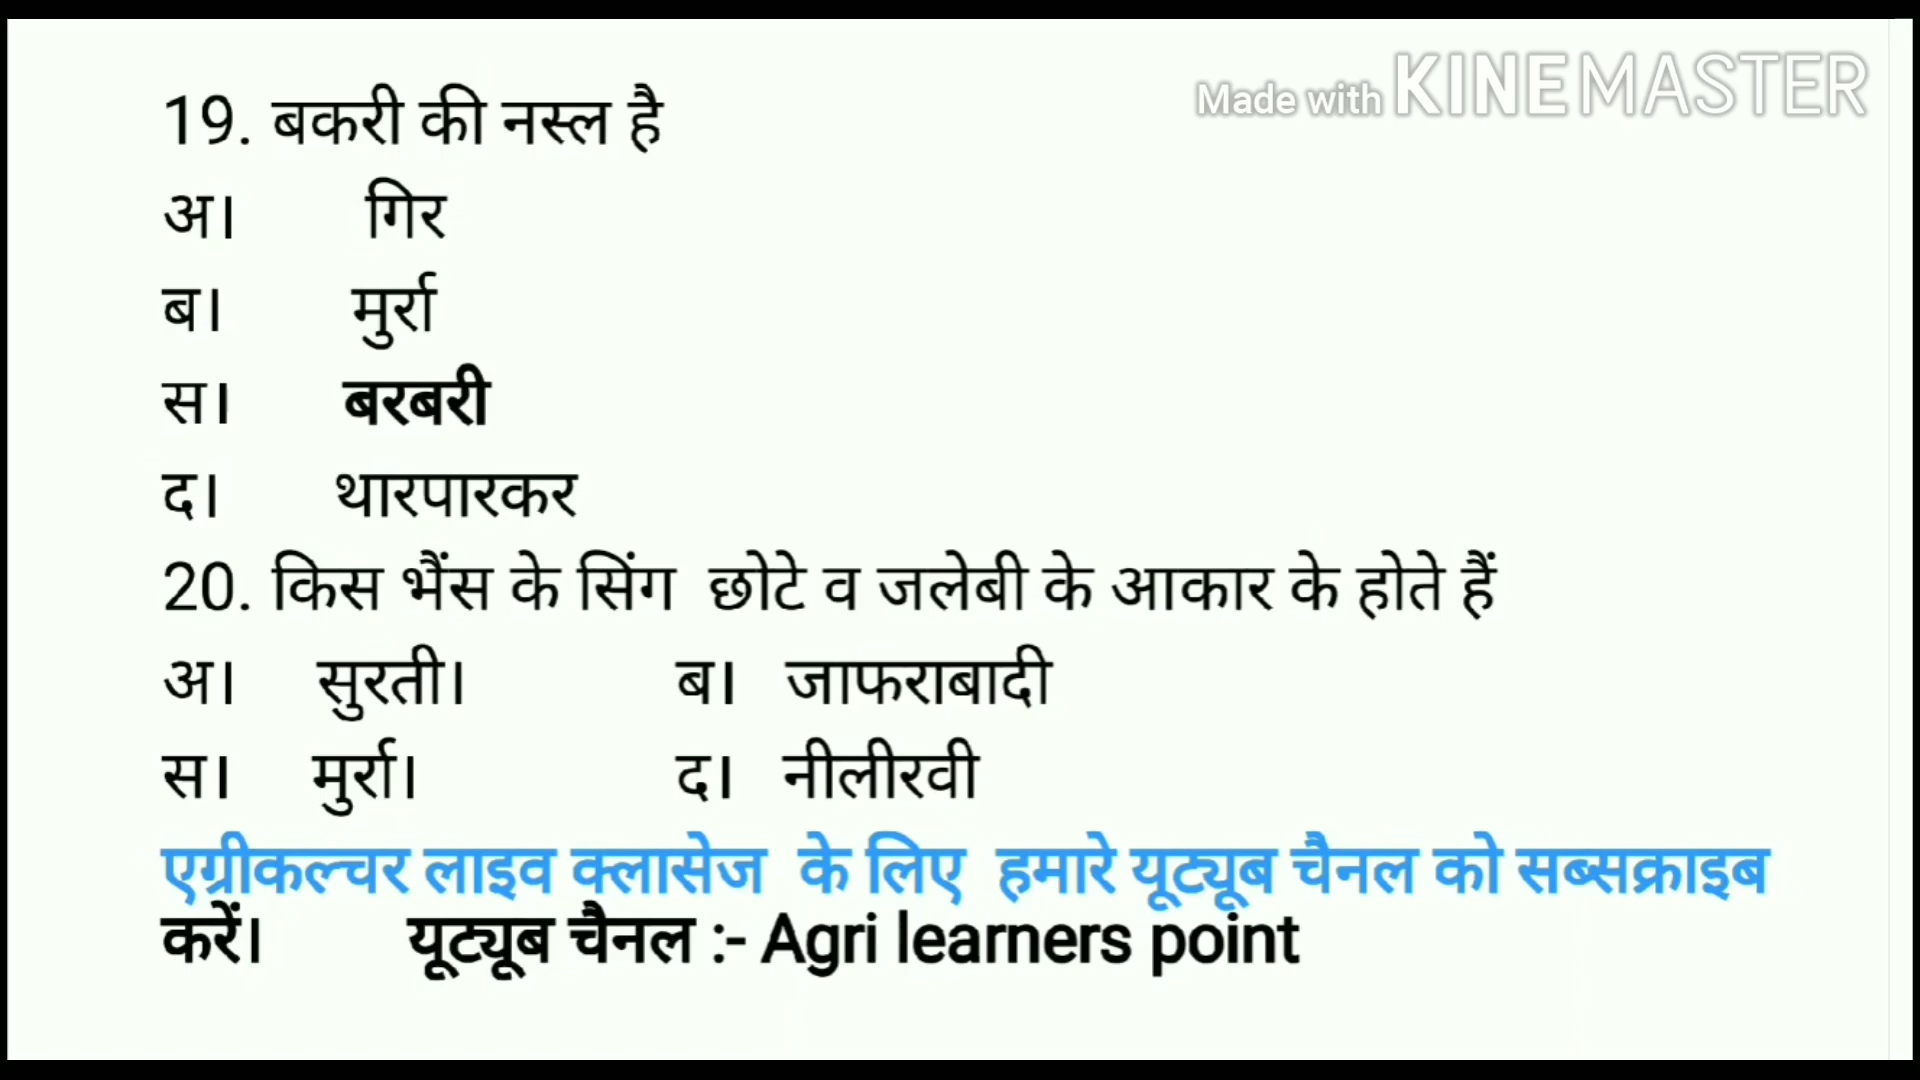 Made with KINEMASTER
19. बकरी की नस्ल है
अ। गिर
ब। मुर्रा
स। बरबरी
द। थारपारकर
20. किस भैंस के सिंग छोटे व जलेबी के आकार के होते हैं
अ। सुरती। ब। जाफराबादी
स। मुर्रा। द। नीलीरवी
एग्रीकल्चर लाइव क्लासेज के लिए हमारे यूट्यूब चैनल को सब्सक्राइब
करें। यूट्यूब चैनल :- Agri learners point